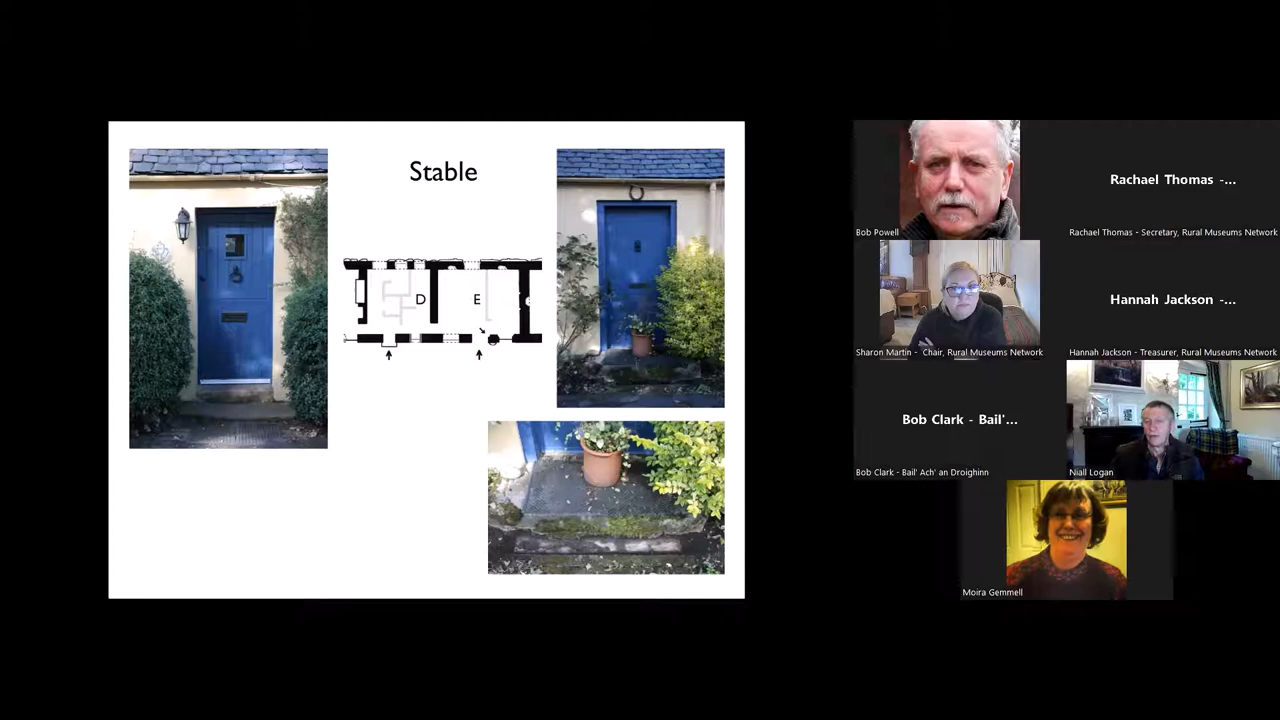 Stable
D
E
Bob Powell
Rachael Thomas -...
Rachael Thomas - Secretary, Rural Museums Network
Sharon Martin - Chair, Rural Museums Network
Hannah Jackson -...
Hannah Jackson - Treasurer, Rural Museums Network
Bob Clark - Bail'...
Bob Clark - Bail' Ach' an Droighinn
Niall Logan
Moira Gemmell